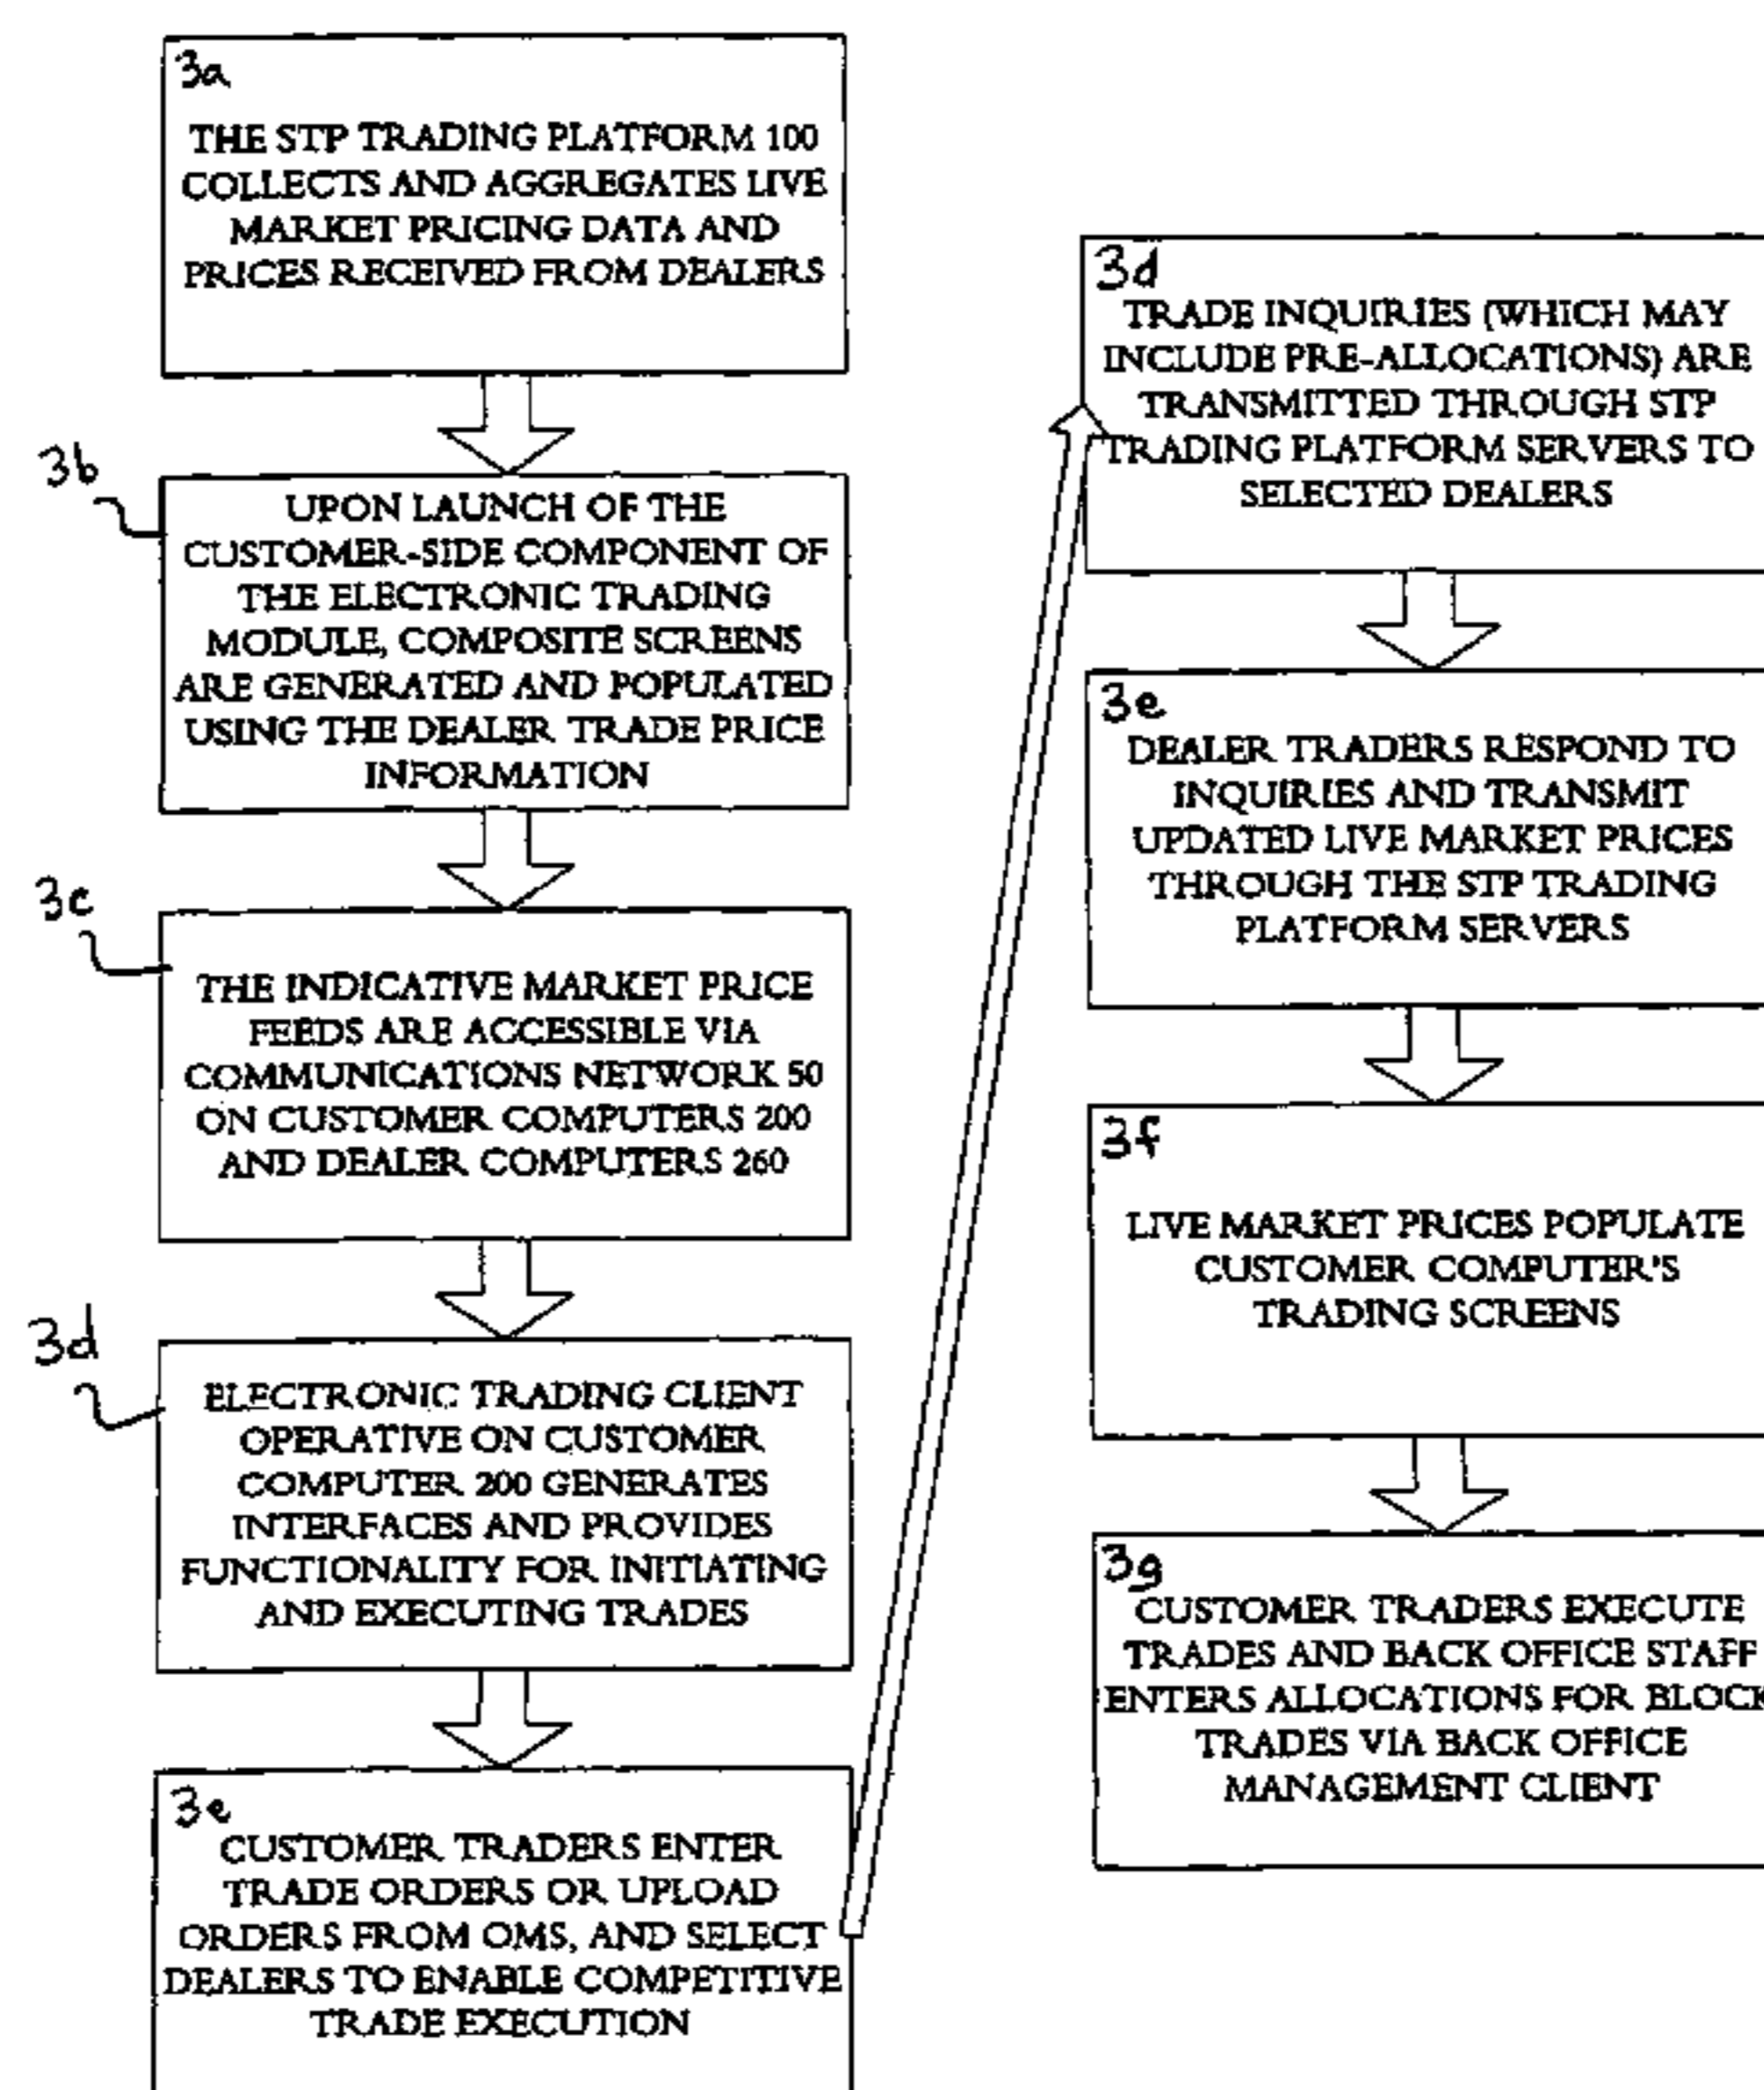 3a
THE STP TRADING PLATFORM 100
COLLECTS AND AGGREGATES LIVE
MARKET PRICING DATA AND
PRICES RECEIVED FROM DEALERS
3b
UPON LAUNCH OF THE
CUSTOMER-SIDE COMPONENT OF
THE ELECTRONIC TRADING
MODULE, COMPOSITE SCREENS
ARE GENERATED AND POPULATED
USING THE DEALER TRADE PRICE
INFORMATION
3c
THE INDICATIVE MARKET PRICE
FEEDS ARE ACCESSIBLE VIA
COMMUNICATIONS NETWORK 50
ON CUSTOMER COMPUTERS 200
AND DEALER COMPUTERS 260
3d
ELECTRONIC TRADING CLIENT
OPERATIVE ON CUSTOMER
COMPUTER 200 GENERATES
INTERFACES AND PROVIDES
FUNCTIONALITY FOR INITIATING
AND EXECUTING TRADES
3e
CUSTOMER TRADERS ENTER
TRADE ORDERS OR UPLOAD
ORDERS FROM OMS, AND SELECT
DEALERS TO ENABLE COMPETITIVE
TRADE EXECUTION
3d
TRADE INQUIRIES (WHICH MAY
INCLUDE PRE-ALLOCATIONS) ARE
TRANSMITTED THROUGH STP
TRADING PLATFORM SERVERS TO
SELECTED DEALERS
3e
DEALER TRADERS RESPOND TO
INQUIRIES AND TRANSMIT
UPDATED LIVE MARKET PRICES
THROUGH THE STP TRADING
PLATFORM SERVERS
3f
LIVE MARKET PRICES POPULATE
CUSTOMER COMPUTER'S
TRADING SCREENS
3g
CUSTOMER TRADERS EXECUTE
TRADES AND BACK OFFICE STAFF
ENTERS ALLOCATIONS FOR BLOCK
TRADES VIA BACK OFFICE
MANAGEMENT CLIENT